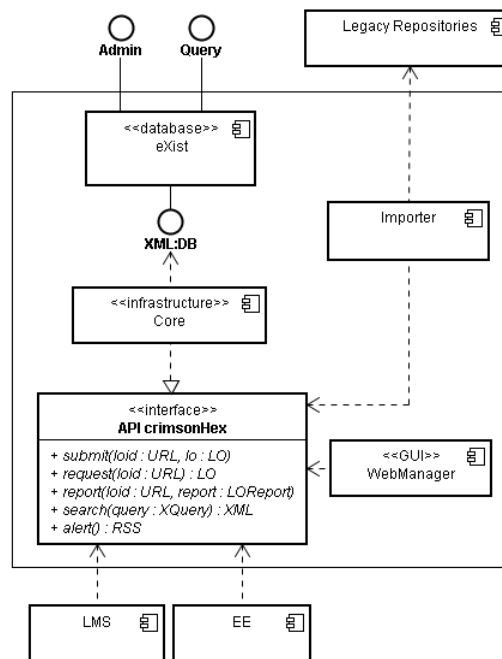 Legacy Repositories
Admin
Query
<<database>>
eXist
Importer
XML:DB
<<infrastructure>>
Core
<<interface>>
API crimsonHex
+ submit(loid : URL, lo : LO)
+ request(loid : URL) : LO
+ report(loid : URL, report : LOReport)
+ search(query : XQuery) : XML
+ alert() : RSS
<<GUI>>
WebManager
LMS
EE